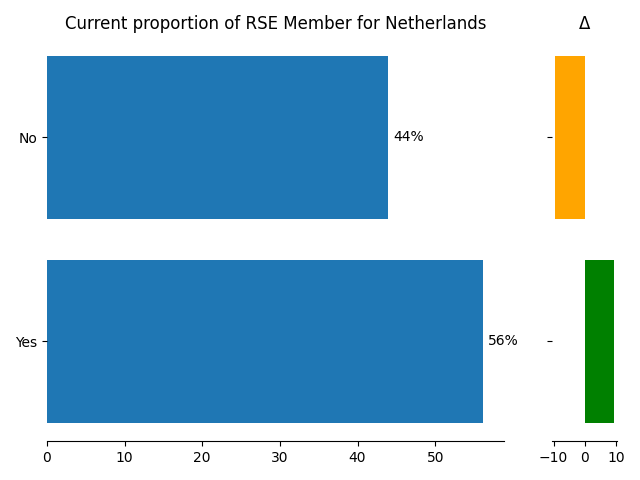 Current proportion of RSE Member for Netherlands
Δ
No
44%
Yes
56%
0 10 20 30 40 50
−10 0 10